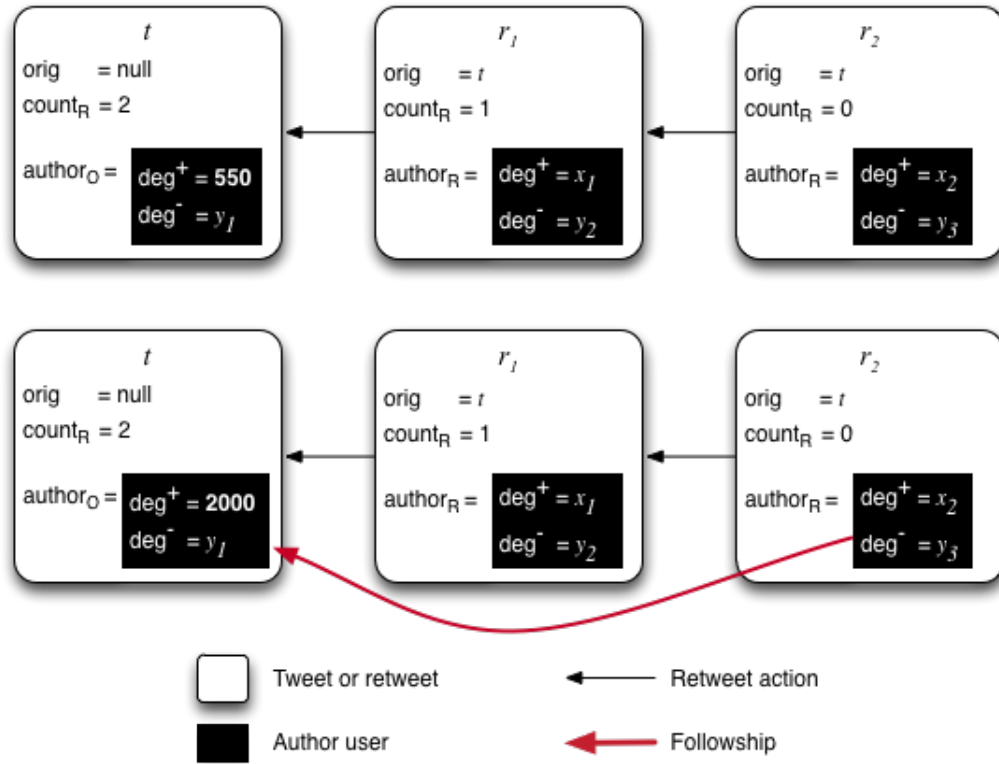 t
orig = null
count_R = 2
author_O = deg^+ = 550
deg^- = y_1
r_1
orig = t
count_R = 1
author_R = deg^+ = x_1
deg^- = y_2
r_2
orig = t
count_R = 0
author_R = deg^+ = x_2
deg^- = y_3
t
orig = null
count_R = 2
author_O = deg^+ = 2000
deg^- = y_1
r_1
orig = t
count_R = 1
author_R = deg^+ = x_1
deg^- = y_2
r_2
orig = t
count_R = 0
author_R = deg^+ = x_2
deg^- = y_3
Tweet or retweet
Retweet action
Author user
Followship